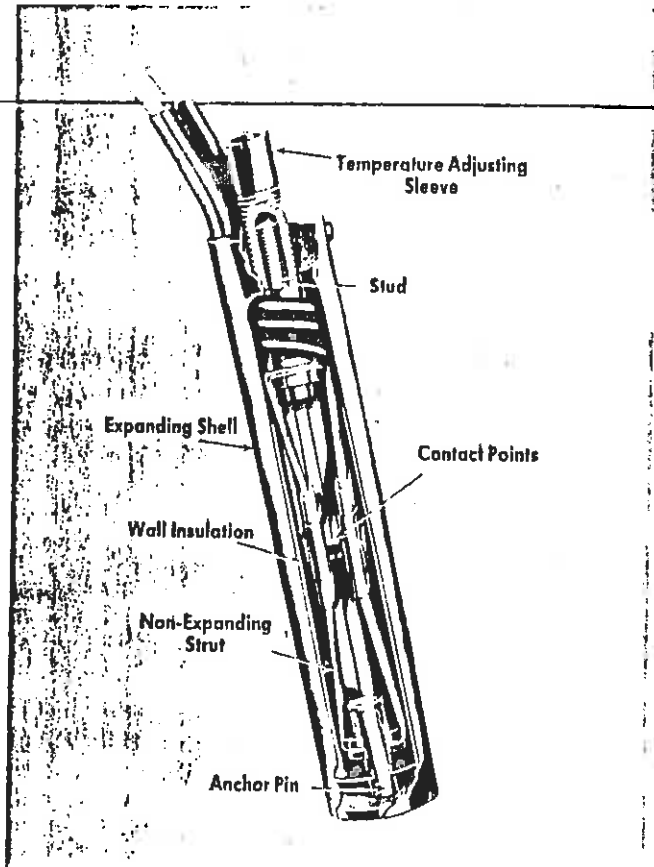 Temperature Adjusting
Sleeve
Stud
Expanding Shell
Contact Points
Wall Insulation
Non-Expanding
Strut
Anchor Pin